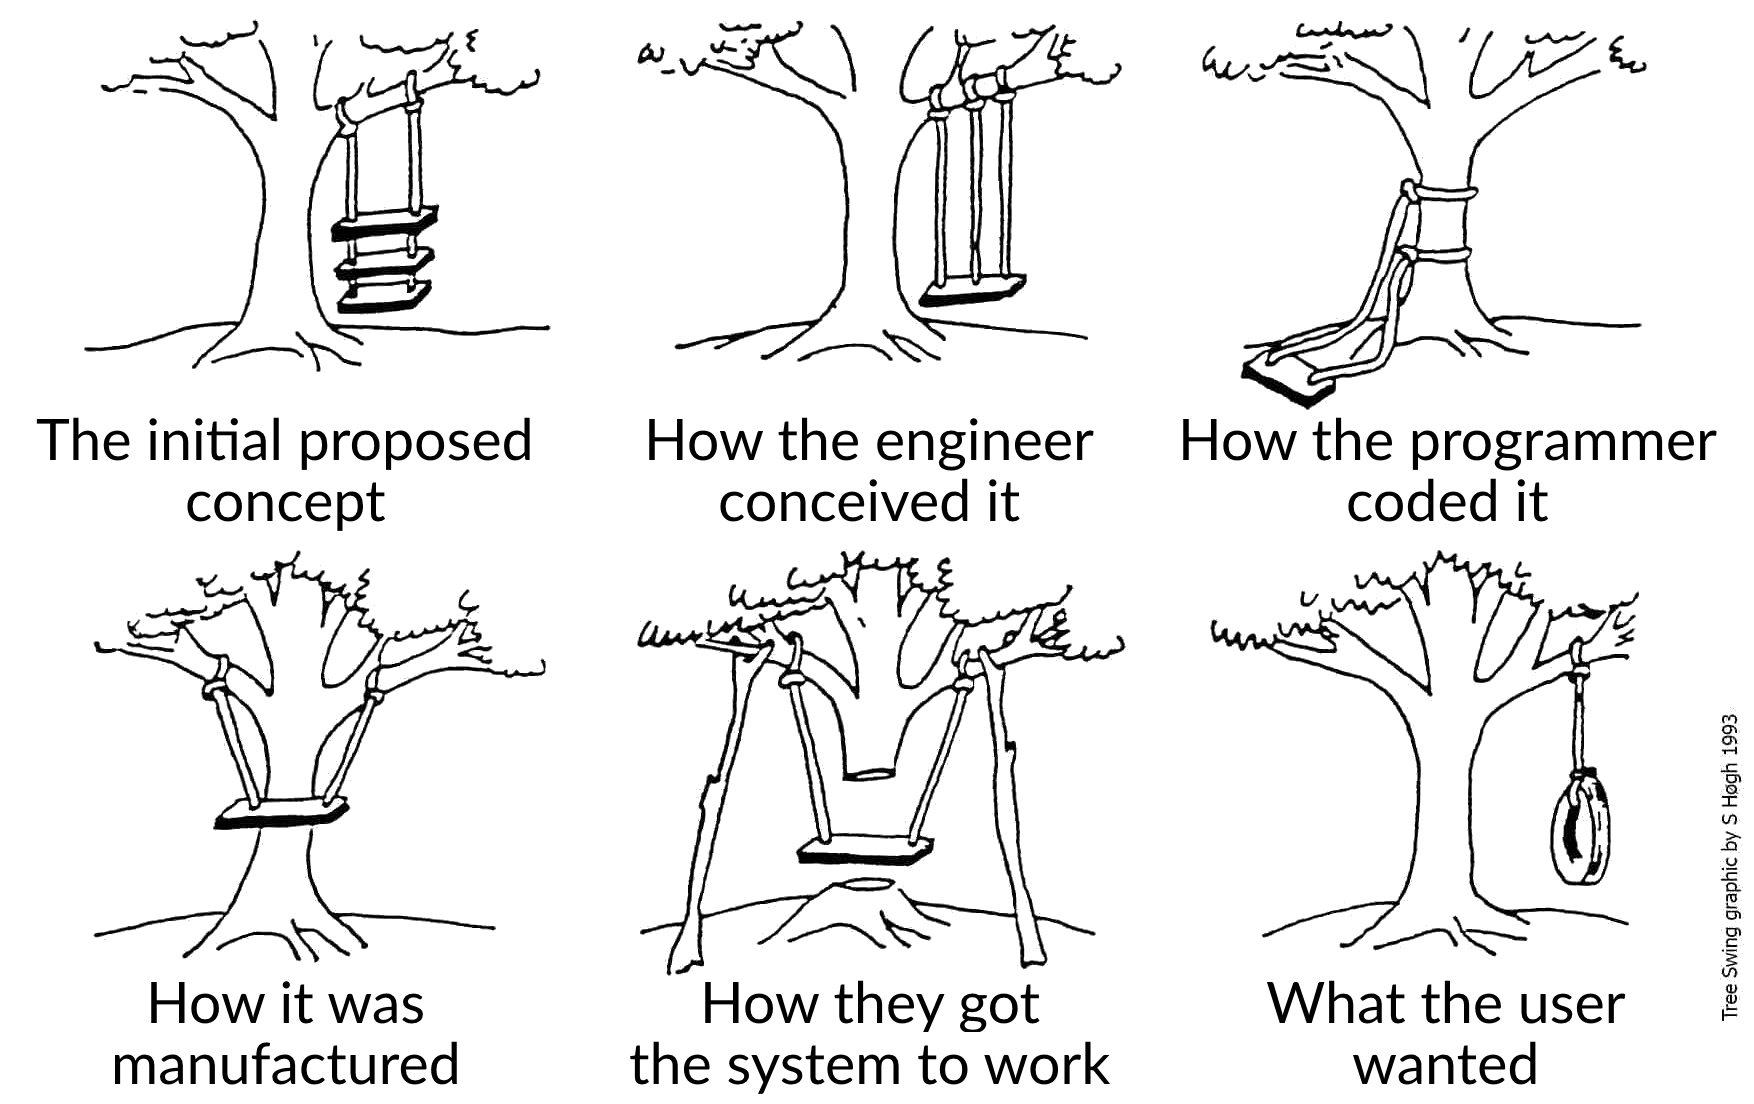 The initial proposed
concept
How the engineer
conceived it
How the programmer
coded it
How it was
manufactured
How they got
the system to work
What the user
wanted
Tree Swing graphic by S Høgh 1993